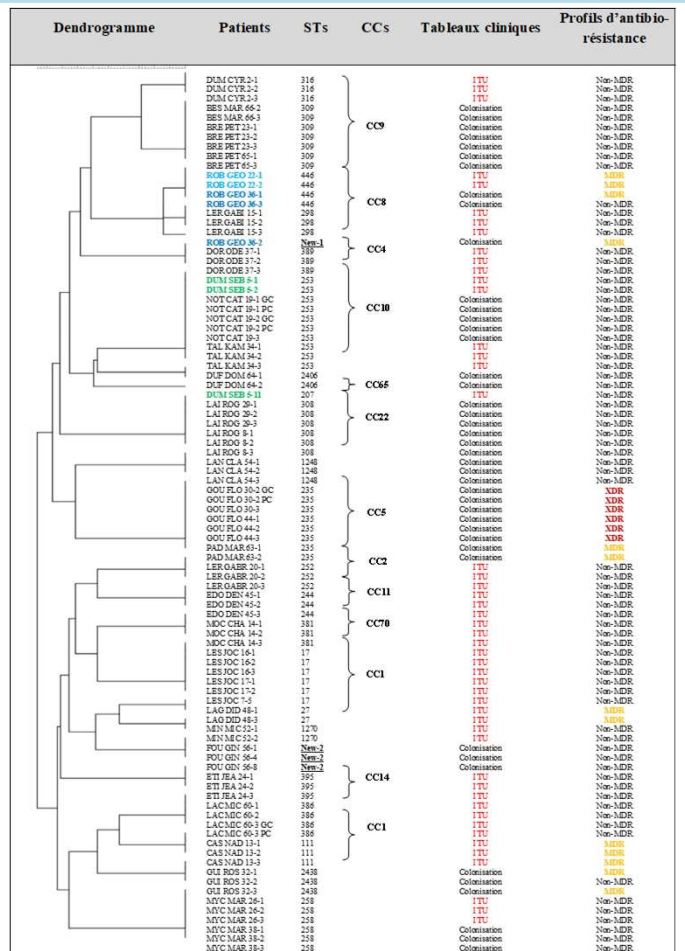 Dendrogramme Patients STs CCs Tableaux cliniques Profils d'antibio-résistance
DUM CYR 2-1 316 ITU Non-MDR
DUM CYR 2-2 316 ITU Non-MDR
DUM CYR 2-3 316 ITU Non-MDR
BES MAR 66-2 309 Colonisation Non-MDR
BES MAR 66-3 309 Colonisation Non-MDR
BRE PET 23-1 309 CC9 Colonisation Non-MDR
BRE PET 23-2 309 Colonisation Non-MDR
BRE PET 23-3 309 Colonisation Non-MDR
BRE PET 65-1 309 Colonisation Non-MDR
BRE PET 65-3 309 Colonisation Non-MDR
ROB GEO 22-1 446 ITU MDR
ROB GEO 22-2 446 ITU MDR
ROB GEO 36-1 446 Colonisation MDR
ROB GEO 36-3 446 CC8 Colonisation Non-MDR
LER GABI 15-1 298 ITU Non-MDR
LER GABI 15-2 298 ITU Non-MDR
LER GABI 15-3 298 ITU Non-MDR
ROB GEO 36-2 New-1 Colonisation MDR
DOR ODE 37-1 389 CC4 ITU Non-MDR
DOR ODE 37-2 389 ITU Non-MDR
DOR ODE 37-3 389 ITU Non-MDR
DUM SEB 5-1 253 ITU Non-MDR
DUM SEB 5-2 253 ITU Non-MDR
NOT CAT 19-1 GC 253 Colonisation Non-MDR
NOT CAT 19-1 PC 253 CC10 Colonisation Non-MDR
NOT CAT 19-2 GC 253 Colonisation Non-MDR
NOT CAT 19-2 PC 253 Colonisation Non-MDR
NOT CAT 19-3 253 Colonisation Non-MDR
TAL KAM 34-1 253 ITU Non-MDR
TAL KAM 34-2 253 ITU Non-MDR
TAL KAM 34-3 253 ITU Non-MDR
DUF DOM 64-1 2406 Colonisation Non-MDR
DUF DOM 64-2 2406 CC65 Colonisation Non-MDR
DUM SEB 5-11 207 ITU Non-MDR
LAI ROG 29-1 308 Colonisation Non-MDR
LAI ROG 29-2 308 CC22 Colonisation Non-MDR
LAI ROG 29-3 308 Colonisation Non-MDR
LAI ROG 8-1 308 Colonisation Non-MDR
LAI ROG 8-2 308 Colonisation Non-MDR
LAI ROG 8-3 308 Colonisation Non-MDR
LAN CLA 54-1 1248 Colonisation Non-MDR
LAN CLA 54-2 1248 Colonisation Non-MDR
LAN CLA 54-3 1248 Colonisation Non-MDR
GOU FLO 30-2 GC 235 Colonisation XDR
GOU FLO 30-2 PC 235 Colonisation XDR
GOU FLO 30-3 235 CC5 Colonisation XDR
GOU FLO 44-1 235 Colonisation XDR
GOU FLO 44-2 235 Colonisation XDR
GOU FLO 44-3 235 Colonisation XDR
PAD MAR 63-1 235 Colonisation MDR
PAD MAR 63-2 235 CC2 Colonisation MDR
LER GABR 20-1 252 ITU Non-MDR
LER GABR 20-2 252 ITU Non-MDR
LER GABR 20-3 252 CC11 ITU Non-MDR
EDO DEN 45-1 244 ITU Non-MDR
EDO DEN 45-2 244 ITU Non-MDR
EDO DEN 45-3 244 ITU Non-MDR
MOC CHA 14-1 381 CC70 ITU Non-MDR
MOC CHA 14-2 381 ITU Non-MDR
MOC CHA 14-3 381 ITU Non-MDR
LES JOC 16-1 17 ITU Non-MDR
LES JOC 16-2 17 ITU Non-MDR
LES JOC 16-3 17 CC1 ITU Non-MDR
LES JOC 17-1 17 ITU Non-MDR
LES JOC 17-2 17 ITU Non-MDR
LES JOC 7-5 17 ITU Non-MDR
LAG DID 48-1 27 ITU MDR
LAG DID 48-3 27 ITU MDR
MIN MIC 52-1 1270 ITU Non-MDR
MIN MIC 52-2 1270 ITU Non-MDR
FOU GIN 56-1 New-2 Colonisation Non-MDR
FOU GIN 56-4 New-2 Colonisation Non-MDR
FOU GIN 56-8 New-2 Colonisation Non-MDR
ETI JEA 24-1 395 CC14 ITU Non-MDR
ETI JEA 24-2 395 ITU Non-MDR
ETI JEA 24-3 395 ITU Non-MDR
LAC MIC 60-1 386 ITU Non-MDR
LAC MIC 60-2 386 ITU Non-MDR
LAC MIC 60-3 GC 386 CC1 ITU Non-MDR
LAC MIC 60-3 PC 386 ITU Non-MDR
CAS NAD 13-1 111 ITU MDR
CAS NAD 13-2 111 ITU MDR
CAS NAD 13-3 111 ITU MDR
GUI ROS 32-1 2438 Colonisation MDR
GUI ROS 32-2 2438 Colonisation Non-MDR
GUI ROS 32-3 2438 Colonisation MDR
MYC MAR 26-1 258 ITU Non-MDR
MYC MAR 26-2 258 ITU Non-MDR
MYC MAR 26-3 258 ITU Non-MDR
MYC MAR 38-1 258 Colonisation Non-MDR
MYC MAR 38-2 258 Colonisation Non-MDR
MYC MAR 38-3 258 Colonisation Non-MDR